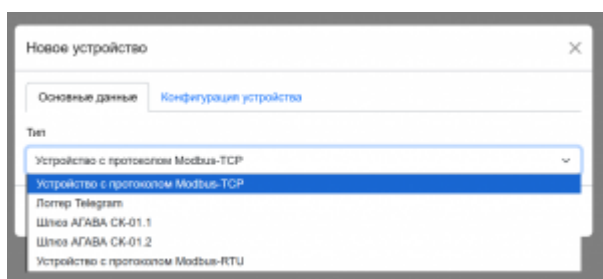 Новое устройство
Основные данные
Конфигурация устройства
Тип
Устройство с протоколом Modbus-TCP
Устройство с протоколом Modbus-TCP
Логгер Telegram
Шлюз АГАВА СК-01.1
Шлюз АГАВА СК-01.2
Устройство с протоколом Modbus-RTU